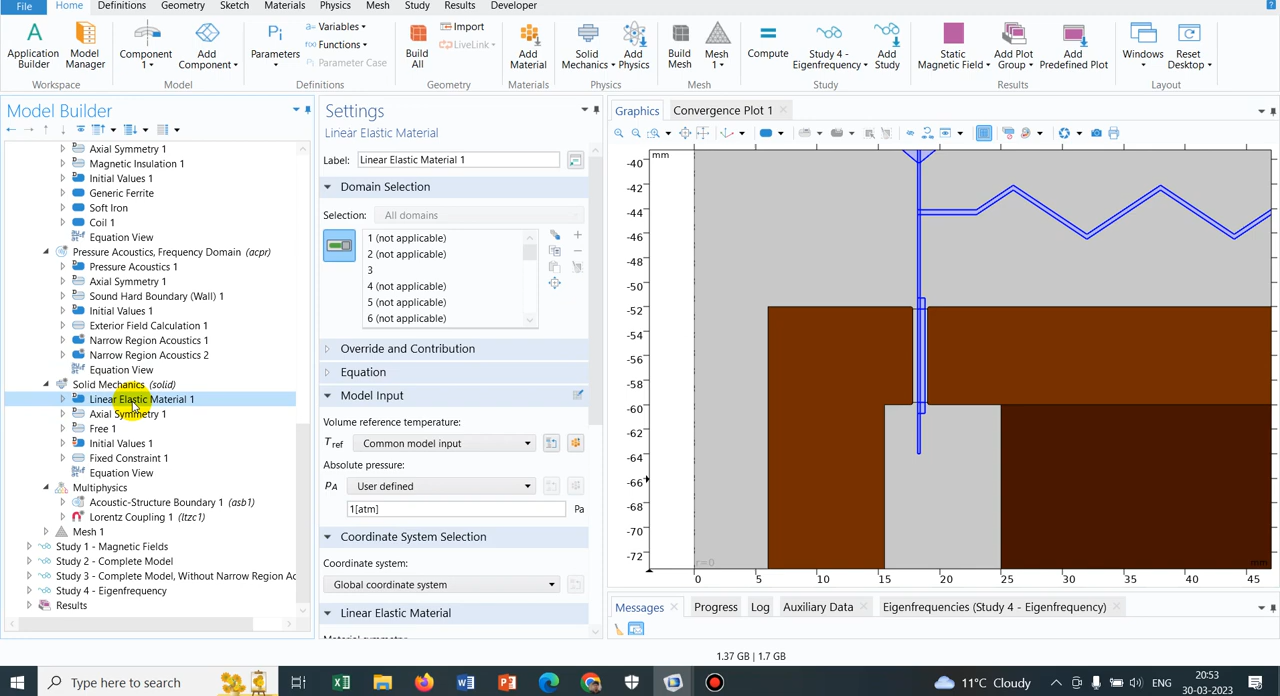 File Home Definitions Geometry Sketch Materials Physics Mesh Study Results Developer
Application Builder
Model Manager
Workspace
Component 1
Add Component
Model
Parameters
a= Variables
f(x) Functions
Parameter Case
Definitions
Build All
Import
LiveLink
Geometry
Add Material
Materials
Solid Mechanics
Add Physics
Physics
Build Mesh
Mesh 1
Mesh
Compute
Study 4 - Eigenfrequency
Add Study
Study
Static Magnetic Field
Add Plot Group
Add Predefined Plot
Results
Windows
Reset Desktop
Layout
Model Builder
Axial Symmetry 1
Magnetic Insulation 1
Initial Values 1
Generic Ferrite
Soft Iron
Coil 1
Equation View
Pressure Acoustics, Frequency Domain (acpr)
Pressure Acoustics 1
Axial Symmetry 1
Sound Hard Boundary (Wall) 1
Initial Values 1
Exterior Field Calculation 1
Narrow Region Acoustics 1
Narrow Region Acoustics 2
Equation View
Solid Mechanics (solid)
Linear Elastic Material 1
Axial Symmetry 1
Free 1
Initial Values 1
Fixed Constraint 1
Equation View
Multiphysics
Acoustic-Structure Boundary 1 (asb1)
Lorentz Coupling 1 (ltzc1)
Mesh 1
Study 1 - Magnetic Fields
Study 2 - Complete Model
Study 3 - Complete Model, Without Narrow Region Ac
Study 4 - Eigenfrequency
Results
Settings
Linear Elastic Material
Label: Linear Elastic Material 1
Domain Selection
Selection: All domains
1 (not applicable)
2 (not applicable)
3
4 (not applicable)
5 (not applicable)
6 (not applicable)
Override and Contribution
Equation
Model Input
Volume reference temperature:
Tref Common model input
Absolute pressure:
PA User defined
1[atm] Pa
Coordinate System Selection
Coordinate system:
Global coordinate system
Linear Elastic Material
Graphics Convergence Plot 1
mm
-40
-42
-44
-46
-48
-50
-52
-54
-56
-58
-60
-62
-64
-66
-68
-70
-72
r=0 mm
0 5 10 15 20 25 30 35 40 45
Messages Progress Log Auxiliary Data Eigenfrequencies (Study 4 - Eigenfrequency)
1.37 GB | 1.7 GB
Type here to search
11°C Cloudy
ENG
20:53
30-03-2023